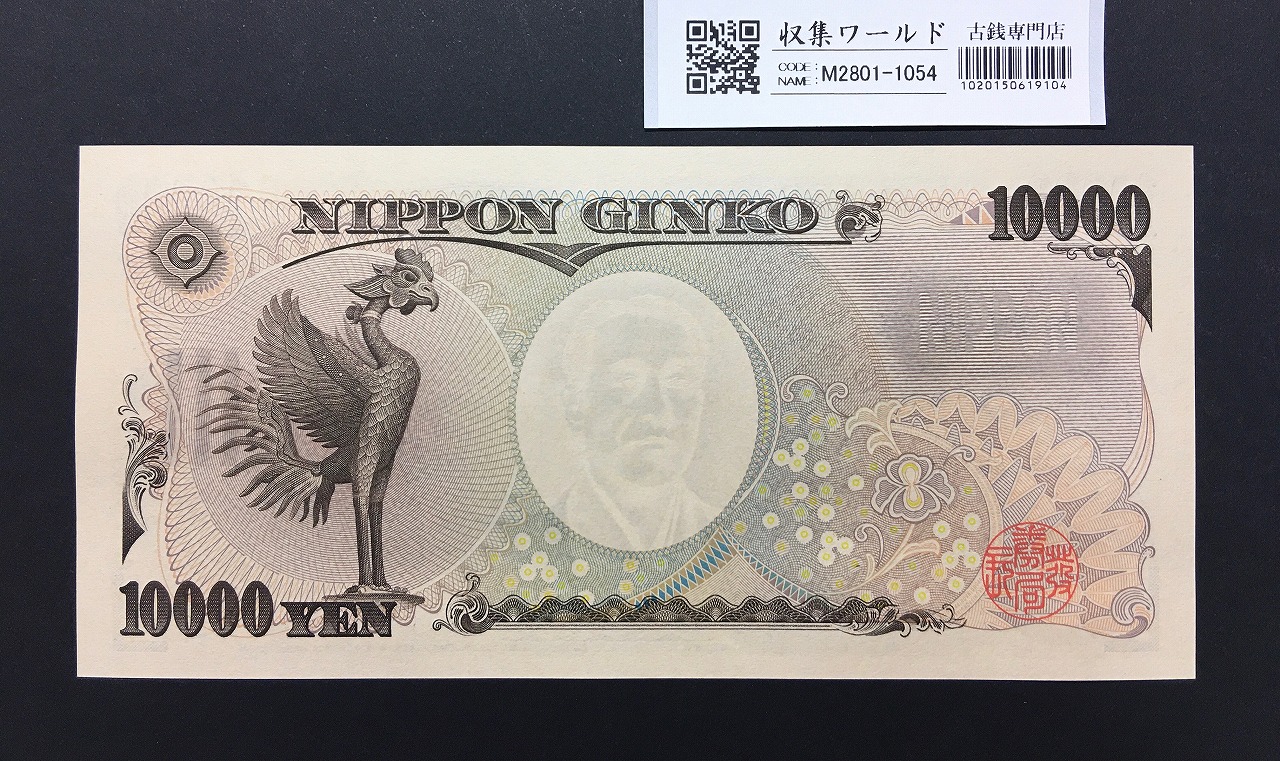 収集ワールド 古銭専門店
CODE:
NAME: M2801-1054
1020150619104
NIPPON GINKO
10000
NIPPON
10000 YEN